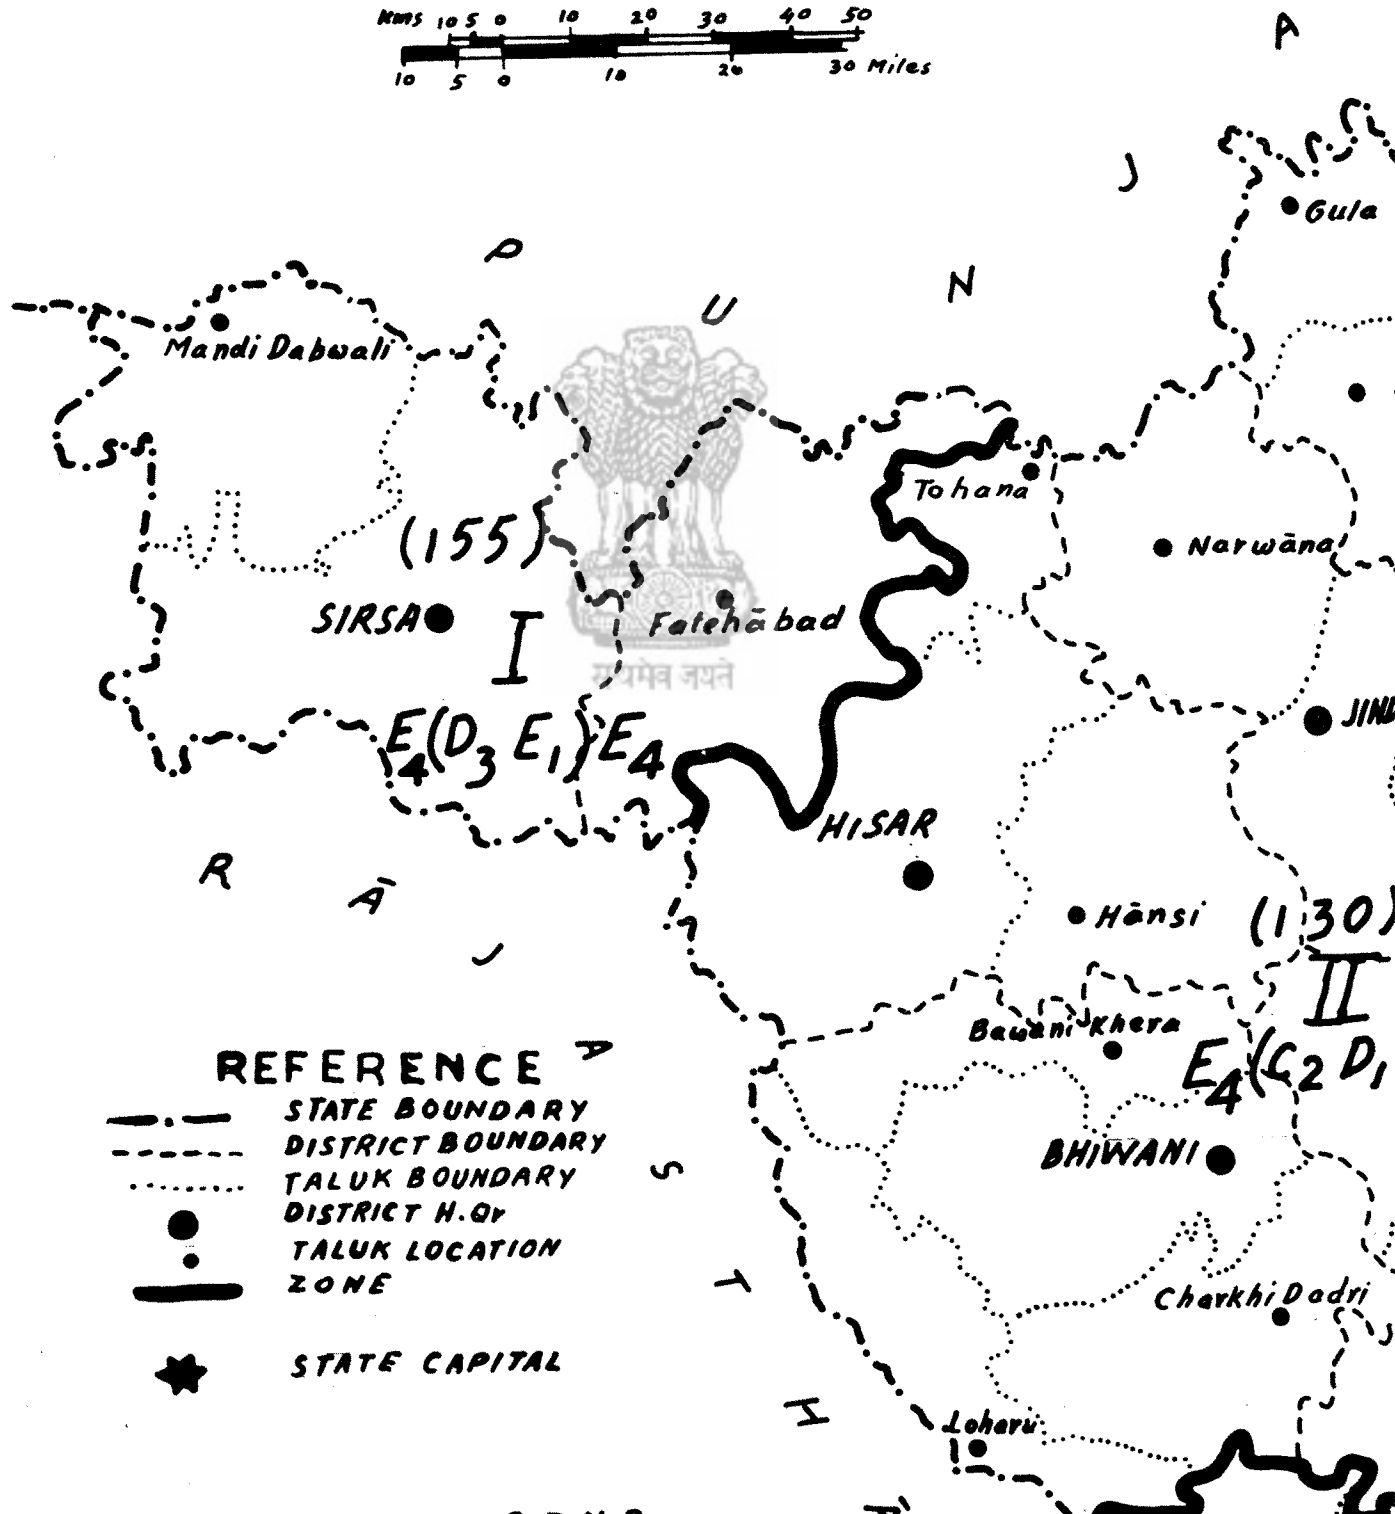 Kms 10 5 0 10 20 30 40 50
10 5 0 10 20 30 Miles
P U N J A
Gula
Mandi Dabwali
Tohana
Narwāna
(155)
SIRSA
I
Fatehābad
सत्यमेव जयते
E4(D3 E1)E4
JIND
HISAR
Hānsi
(130)
II
Bawani Khera
E4(C2 D1
BHIWANI
Charkhi Dadri
Loharu
R Ā J A S T H
REFERENCE
STATE BOUNDARY
DISTRICT BOUNDARY
TALUK BOUNDARY
DISTRICT H.Qr
TALUK LOCATION
ZONE
STATE CAPITAL